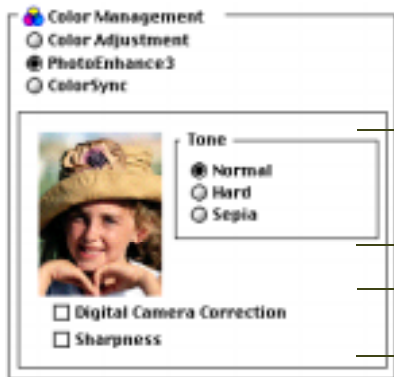 Color Management
Color Adjustment
PhotoEnhance3
ColorSync
Tone
Normal
Hard
Sepia
Digital Camera Correction
Sharpness